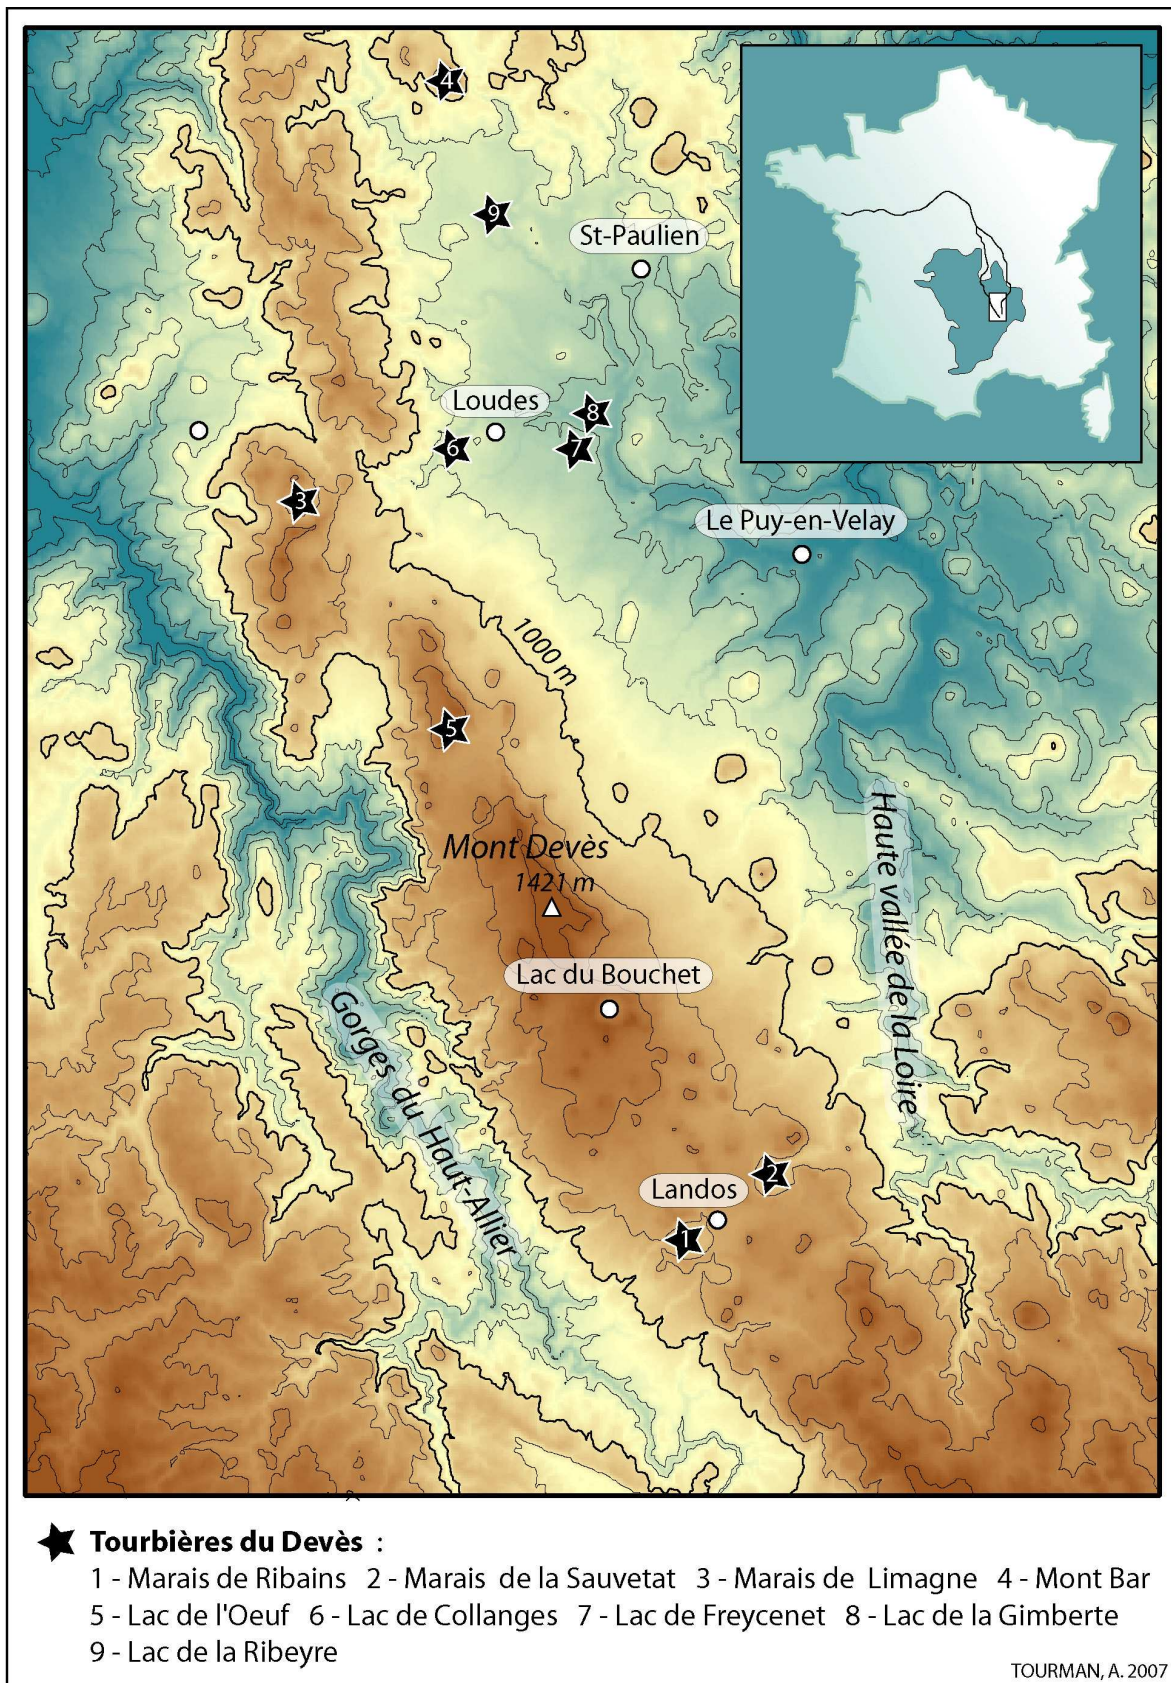 4
9
St-Paulien
Loudes
8
6
7
3
Le Puy-en-Velay
1000 m
5
Mont Devès
1421 m
Haute vallée de la Loire
Lac du Bouchet
Gorges du Haut-Allier
2
Landos
1
Tourbières du Devès :
1 - Marais de Ribains 2 - Marais de la Sauvetat 3 - Marais de Limagne 4 - Mont Bar
5 - Lac de l'Oeuf 6 - Lac de Collanges 7 - Lac de Freycenet 8 - Lac de la Gimberte
9 - Lac de la Ribeyre
TOURMAN, A. 2007